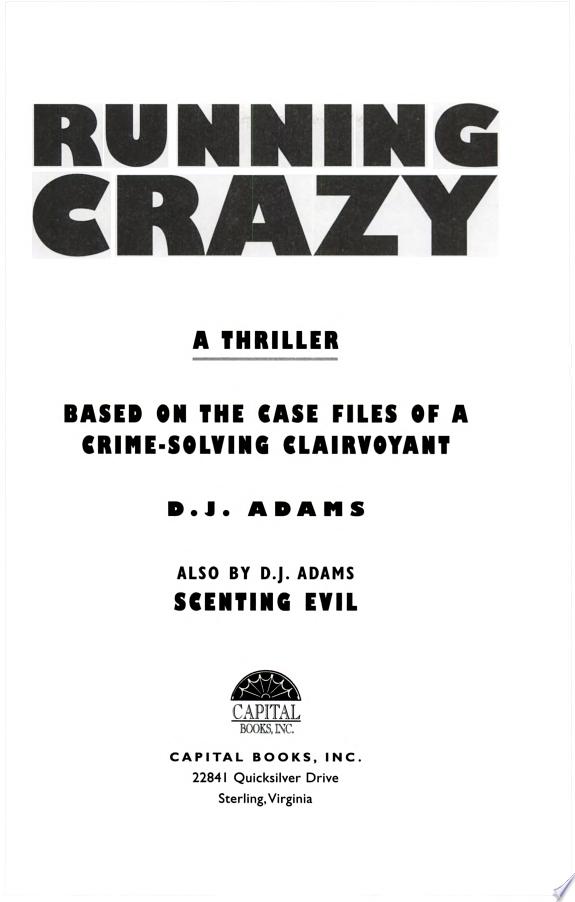 RUNNING
CRAZY
A THRILLER
BASED ON THE CASE FILES OF A
CRIME-SOLVING CLAIRVOYANT
D.J. ADAMS
ALSO BY D.J. ADAMS
SCENTING EVIL
CAPITAL
BOOKS, INC.
CAPITAL BOOKS, INC.
22841 Quicksilver Drive
Sterling, Virginia